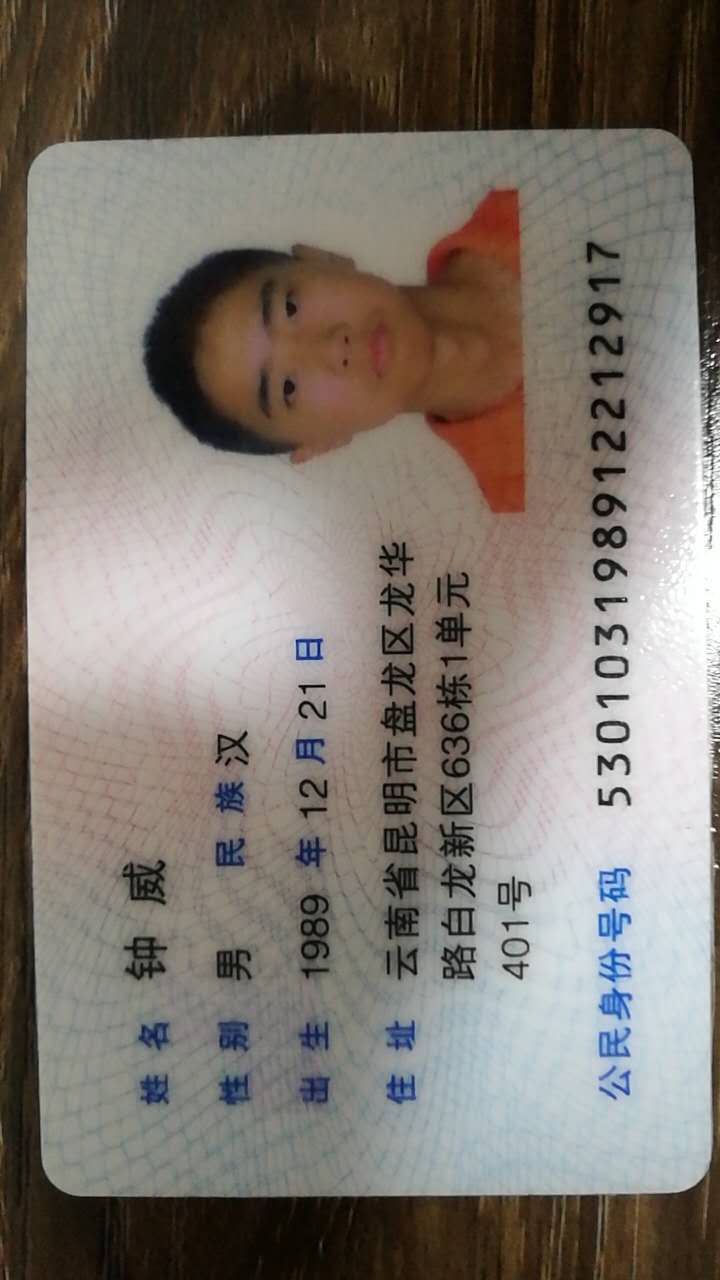 姓名 钟威
性别 男 民族 汉
出生 1989 年 12 月 21 日
住址 云南省昆明市盘龙区龙华
路白龙新区636栋1单元
401号
公民身份号码 530103198912212917